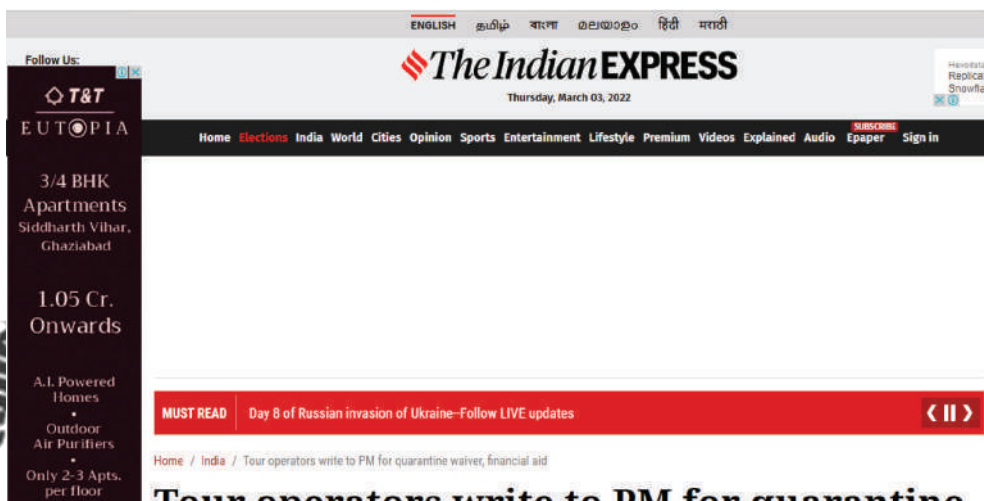 ENGLISH தமிழ் বাংলা മലയാളം हिंदी मराठी
Follow Us:
The Indian EXPRESS
Thursday, March 03, 2022
T&T
EUTOPIA
3/4 BHK
Apartments
Siddharth Vihar,
Ghaziabad
1.05 Cr.
Onwards
A.I. Powered
Homes
•
Outdoor
Air Purifiers
•
Only 2-3 Apts.
per floor
Replica
SUBSCRIBE
Home Elections India World Cities Opinion Sports Entertainment Lifestyle Premium Videos Explained Audio Epaper Sign in
MUST READ Day 8 of Russian invasion of Ukraine–Follow LIVE updates
Home / India / Tour operators write to PM for quarantine waiver, financial aid
Tour operators write to PM for quarantine